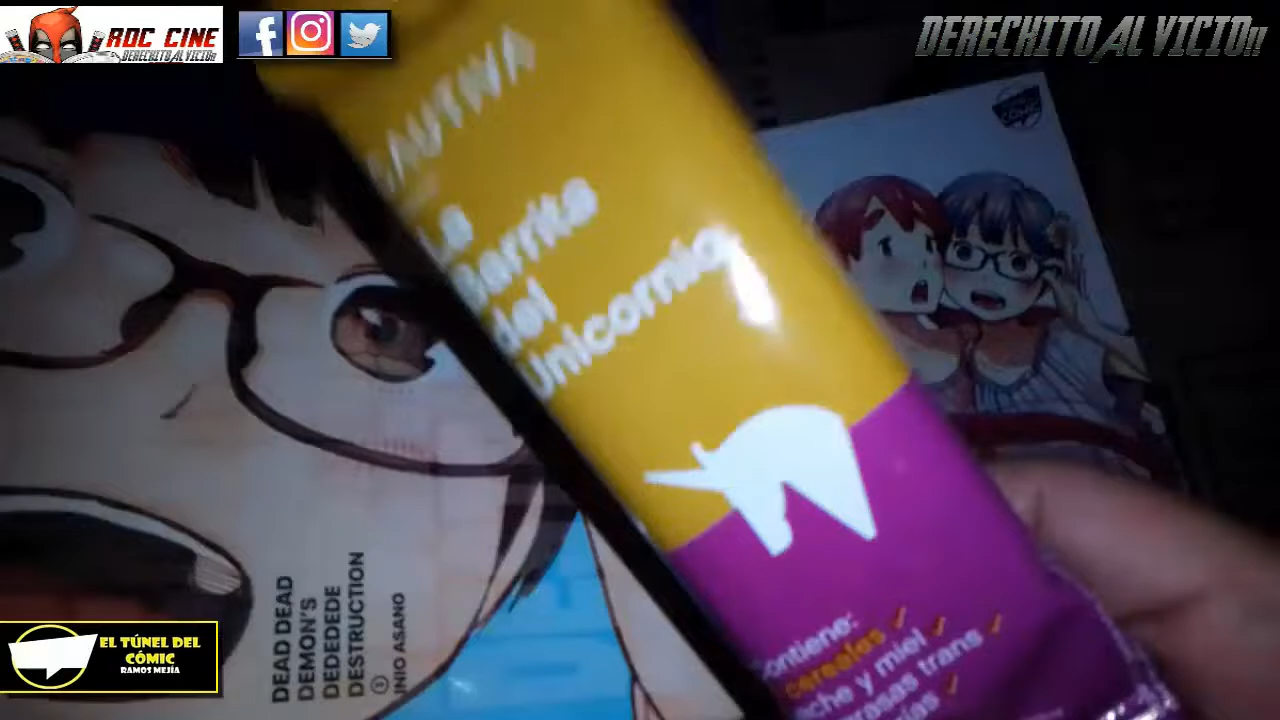 ROC CINE
DERECHITO AL VICIO!!
DERECHITO AL VICIO!!
La
Barrita
del
Unicornio
Contiene:
cereales
leche y miel
grasas trans
DEAD DEAD
DEMON'S
DEDEDEDE
DESTRUCTION
INIO ASANO
EL TÚNEL DEL
CÓMIC
RAMOS MEJÍA